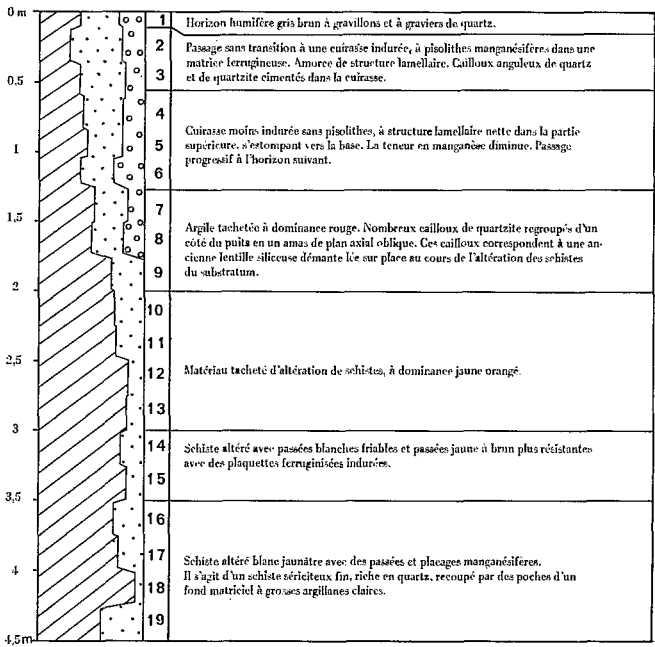 0 m
1 Horizon humifère gris brun à gravillons et à graviers de quartz.
2 Passage sans transition à une cuirasse indurée, à pisolithes manganésifères dans une
matrice ferrugineuse. Amorce de structure lamellaire. Cailloux anguleux de quartz
3 et de quartzite cimentés dans la cuirasse.
0,5
4
Cuirasse moins indurée sans pisolithes, à structure lamellaire nette dans la partie
1 5 supérieure, s'estompant vers la base. La teneur en manganèse diminue. Passage
progressif à l'horizon suivant.
6
7
1,5 Argile tachetée à dominance rouge. Nombreux cailloux de quartzite regroupés d'un
8 côté du puits en un amas de plan axial oblique. Ces cailloux correspondent à une an-
cienne lentille siliceuse démantelée sur place au cours de l'altération des schistes
9 du substratum.
2
10
11
2,5
12 Matériau tacheté d'altération de schistes, à dominance jaune orangé.
13
3
14 Schiste altéré avec passées blanches friables et passées jaune à brun plus résistantes
avec des plaquettes ferruginisées indurées.
15
3,5
16
17 Schiste altéré blanc jaunâtre avec des passées et placages manganésifères.
4 Il s'agit d'un schiste sériciteux fin, riche en quartz, recoupé par des poches d'un
18 fond matriciel à grosses argillanes claires.
19
4,5m